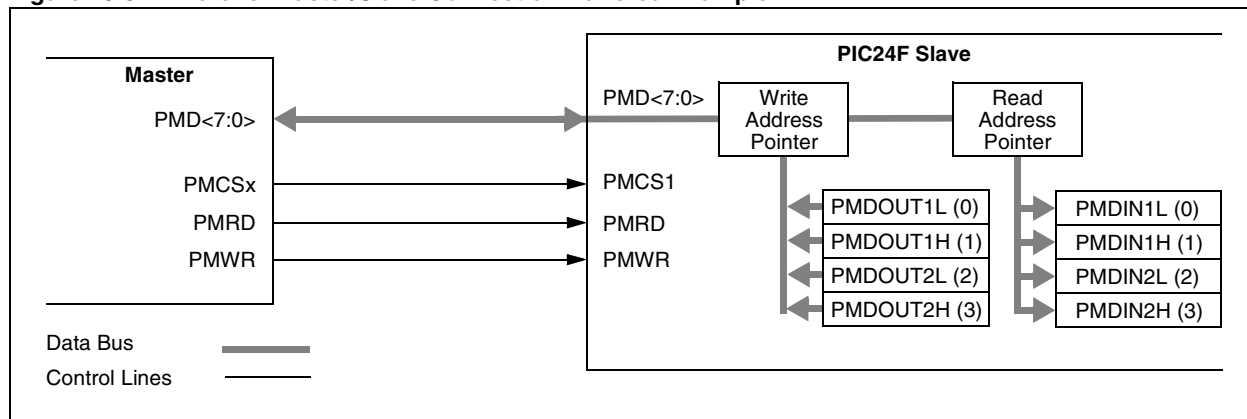 Master
PMD<7:0>
PMCSx
PMRD
PMWR
Data Bus
Control Lines
PIC24F Slave
PMD<7:0>
PMCS1
PMRD
PMWR
Write
Address
Pointer
Read
Address
Pointer
PMDOUT1L (0)
PMDOUT1H (1)
PMDOUT2L (2)
PMDOUT2H (3)
PMDIN1L (0)
PMDIN1H (1)
PMDIN2L (2)
PMDIN2H (3)